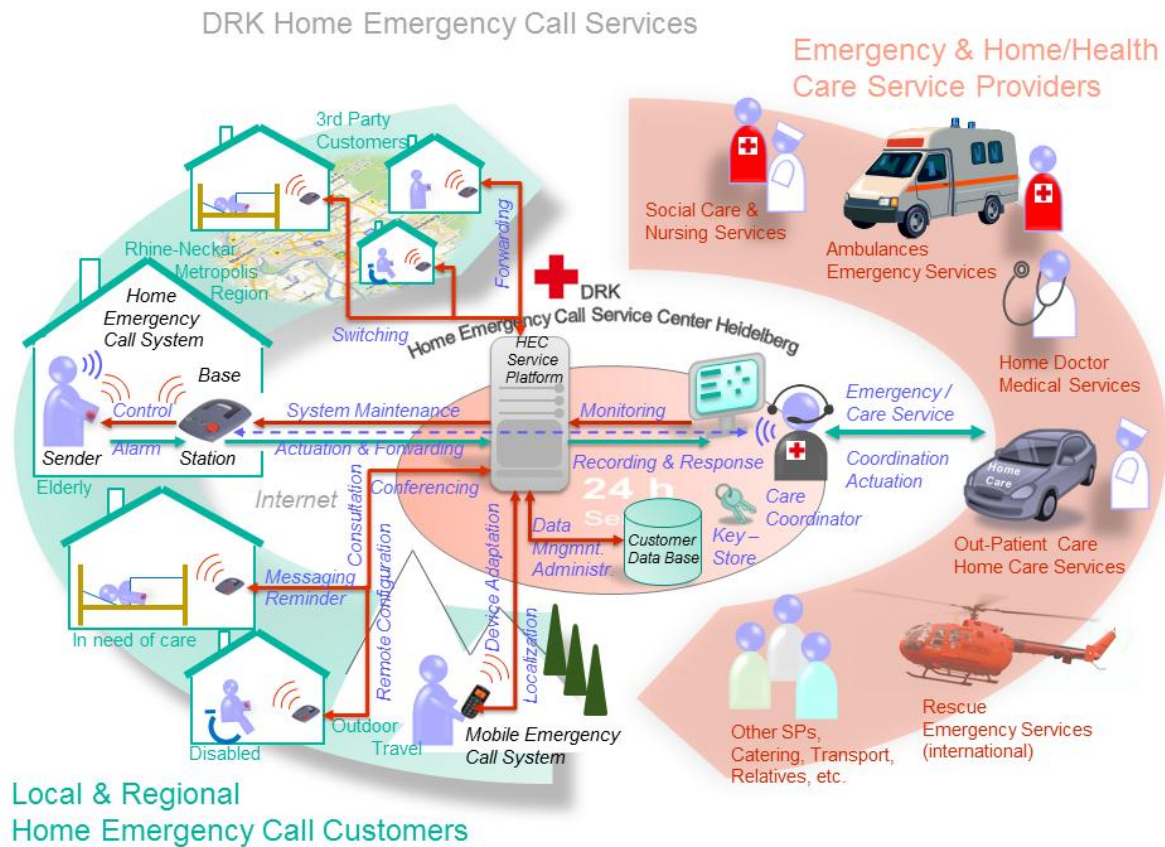 DRK Home Emergency Call Services
Emergency & Home/Health
Care Service Providers
3rd Party
Customers
Rhine-Neckar
Metropolis
Region
Forwarding
Switching
DRK
Home Emergency Call Service Center Heidelberg
Home
Emergency
Call System
Base
Control
Alarm
Sender
Station
Elderly
System Maintenance
Actuation & Forwarding
HEC
Service
Platform
Monitoring
Recording & Response
Internet
Conferencing
Consultation
24 h
Se
Data
Mngmnt.
Administr.
Customer
Data Base
Key –
Store
Care
Coordinator
Emergency /
Care Service
Coordination
Actuation
Social Care &
Nursing Services
Ambulances
Emergency Services
Home Doctor
Medical Services
Home
Care
Out-Patient Care
Home Care Services
Messaging
Reminder
In need of care
Remote Configuration
Device Adaptation
Localization
Disabled
Outdoor
Travel
Mobile Emergency
Call System
Other SPs,
Catering, Transport,
Relatives, etc.
Rescue
Emergency Services
(international)
Local & Regional
Home Emergency Call Customers